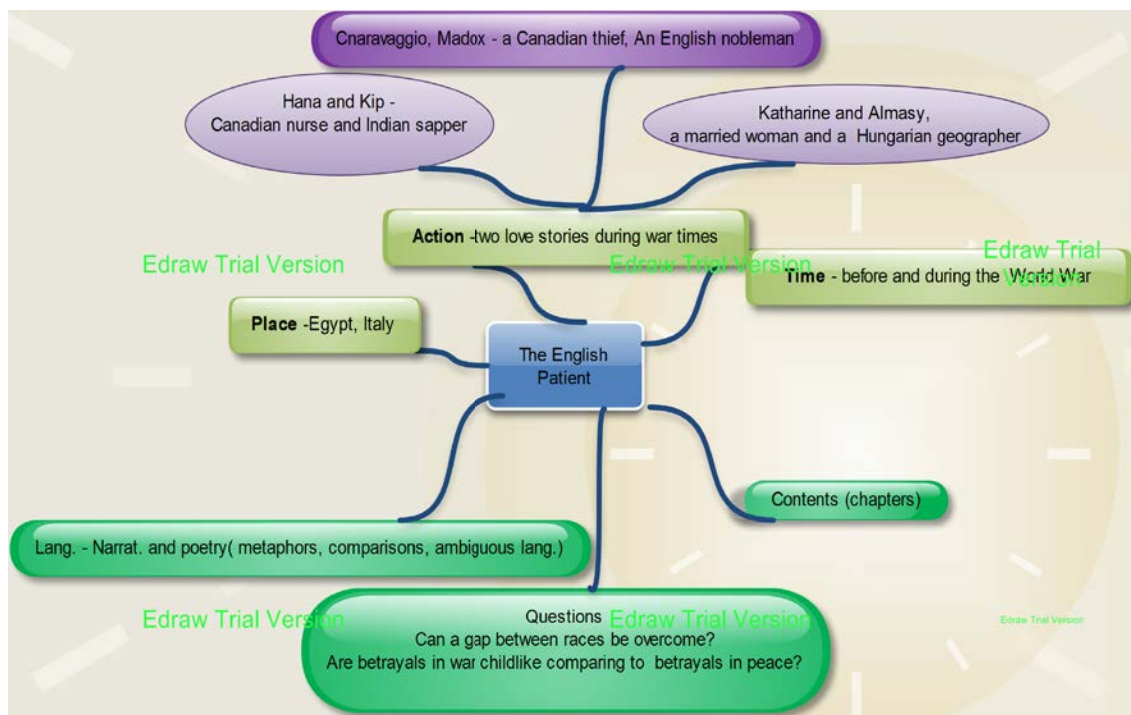 Cnaravaggio, Madox - a Canadian thief, An English nobleman
Hana and Kip -
Canadian nurse and Indian sapper
Katharine and Almasy,
a married woman and a Hungarian geographer
Action -two love stories during war times
Edraw Trial Version
Edraw Trial Version
Edraw Trial
Version
Time - before and during the World War
Place -Egypt, Italy
The English
Patient
Contents (chapters)
Lang. - Narrat. and poetry( metaphors, comparisons, ambiguous lang.)
Edraw Trial Version
Edraw Trial Version
Edraw Trial Version
Questions
Can a gap between races be overcome?
Are betrayals in war childlike comparing to betrayals in peace?